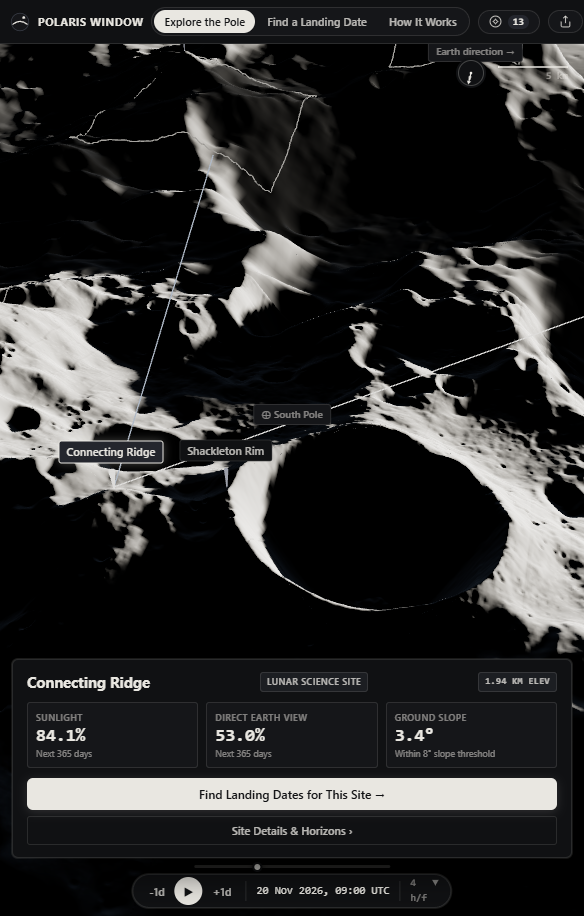 POLARIS WINDOW
Explore the Pole
Find a Landing Date
How It Works
13
Earth direction →
South Pole
Connecting Ridge
Shackleton Rim
Connecting Ridge
LUNAR SCIENCE SITE
1.94 KM ELEV
SUNLIGHT
84.1%
Next 365 days
DIRECT EARTH VIEW
53.0%
Next 365 days
GROUND SLOPE
3.4°
Within 8° slope threshold
Find Landing Dates for This Site →
Site Details & Horizons ›
-1d
+1d
20 Nov 2026, 09:00 UTC
4
h/f